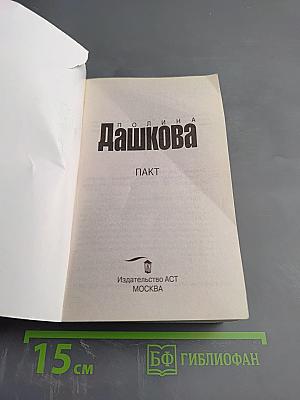 ПОЛИНА
Дашкова
ПАКТ
Издательство АСТ
МОСКВА
15 см
БФ ГИБЛИОФАН